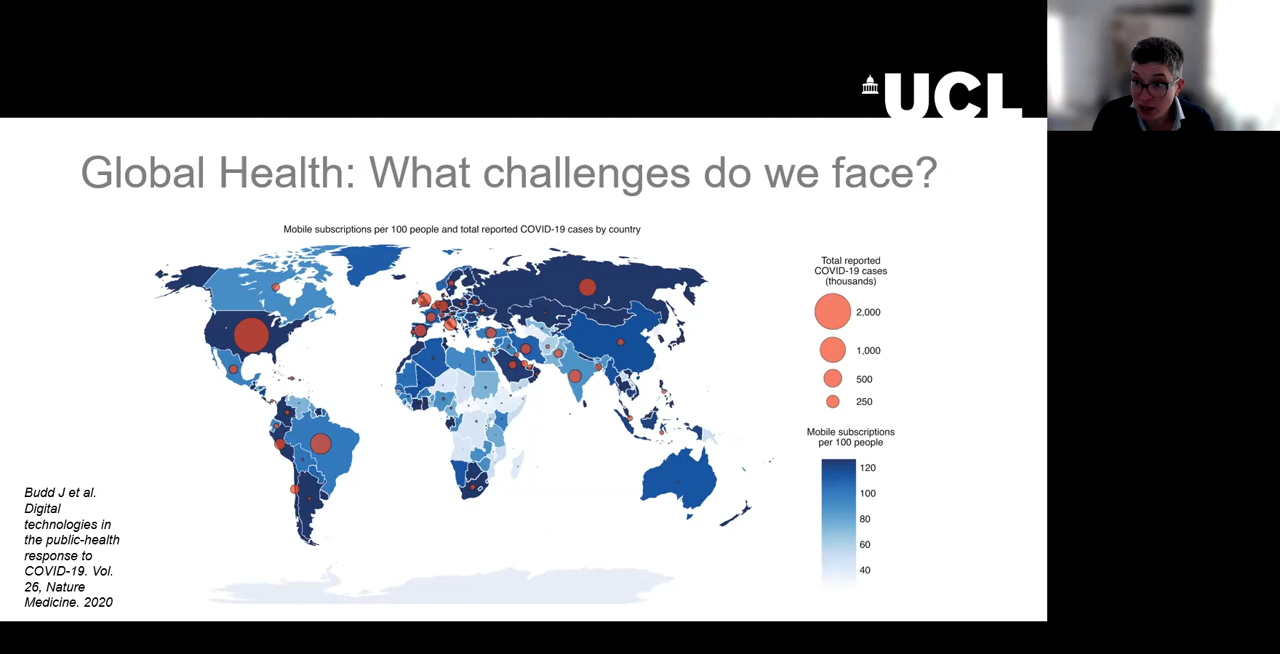 UCL
Global Health: What challenges do we face?
Mobile subscriptions per 100 people and total reported COVID-19 cases by country
Total reported
COVID-19 cases
(thousands)
2,000
1,000
500
250
Mobile subscriptions
per 100 people
120
100
80
60
40
Budd J et al.
Digital
technologies in
the public-health
response to
COVID-19. Vol.
26, Nature
Medicine. 2020